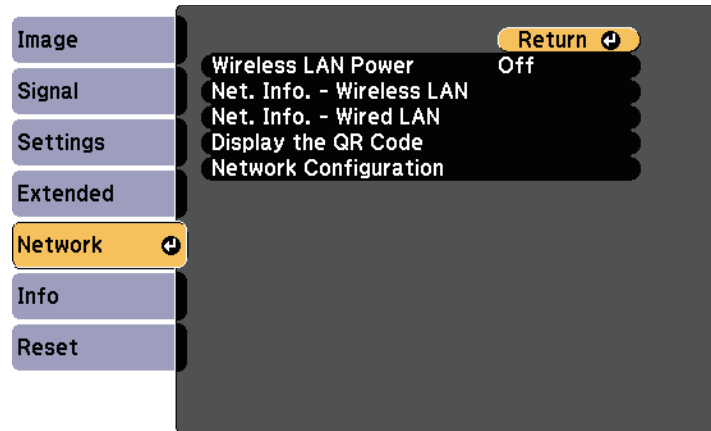 Image
Signal
Settings
Extended
Network
Info
Reset
Return
Wireless LAN Power Off
Net. Info. - Wireless LAN
Net. Info. - Wired LAN
Display the QR Code
Network Configuration